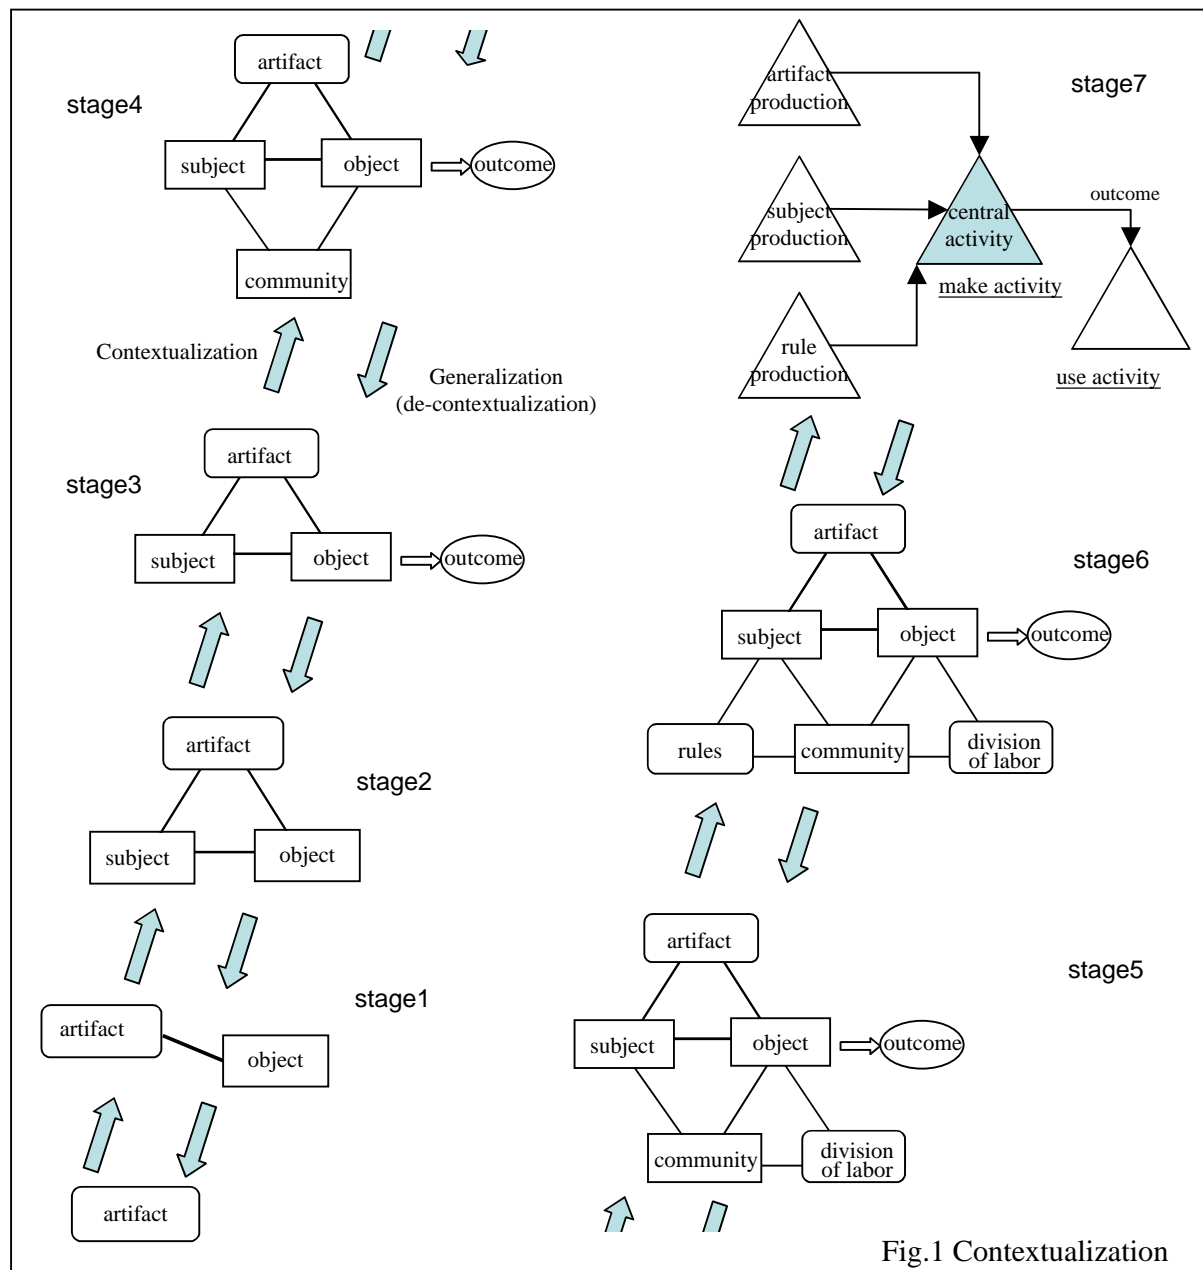 artifact
stage4
subject
object
outcome
community
Contextualization
Generalization
(de-contextualization)
artifact
stage3
subject
object
outcome
artifact
stage2
subject
object
stage1
artifact
object
artifact
artifact
production
stage7
subject
production
central
activity
outcome
make activity
rule
production
use activity
artifact
stage6
subject
object
outcome
rules
community
division
of labor
artifact
stage5
subject
object
outcome
community
division
of labor
Fig.1 Contextualization